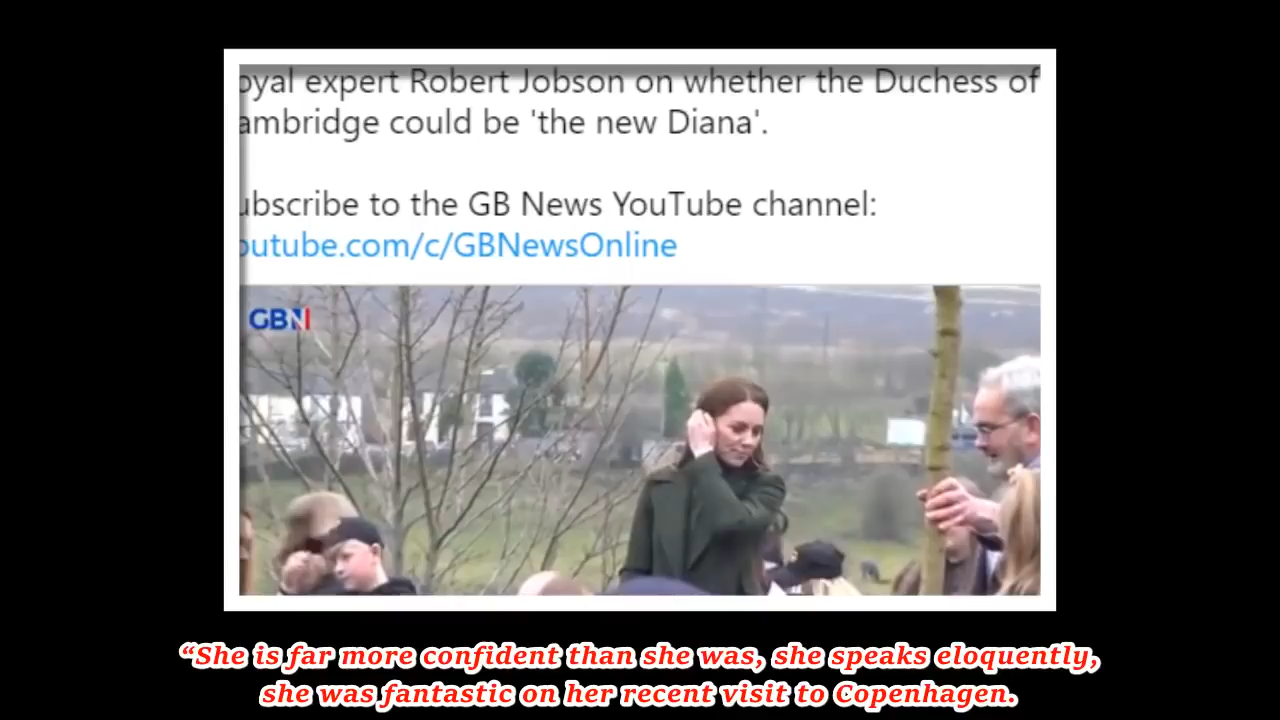 oyal expert Robert Jobson on whether the Duchess of
ambridge could be 'the new Diana'.
ubscribe to the GB News YouTube channel:
outube.com/c/GBNewsOnline
GBN
“She is far more confident than she was, she speaks eloquently,
she was fantastic on her recent visit to Copenhagen.